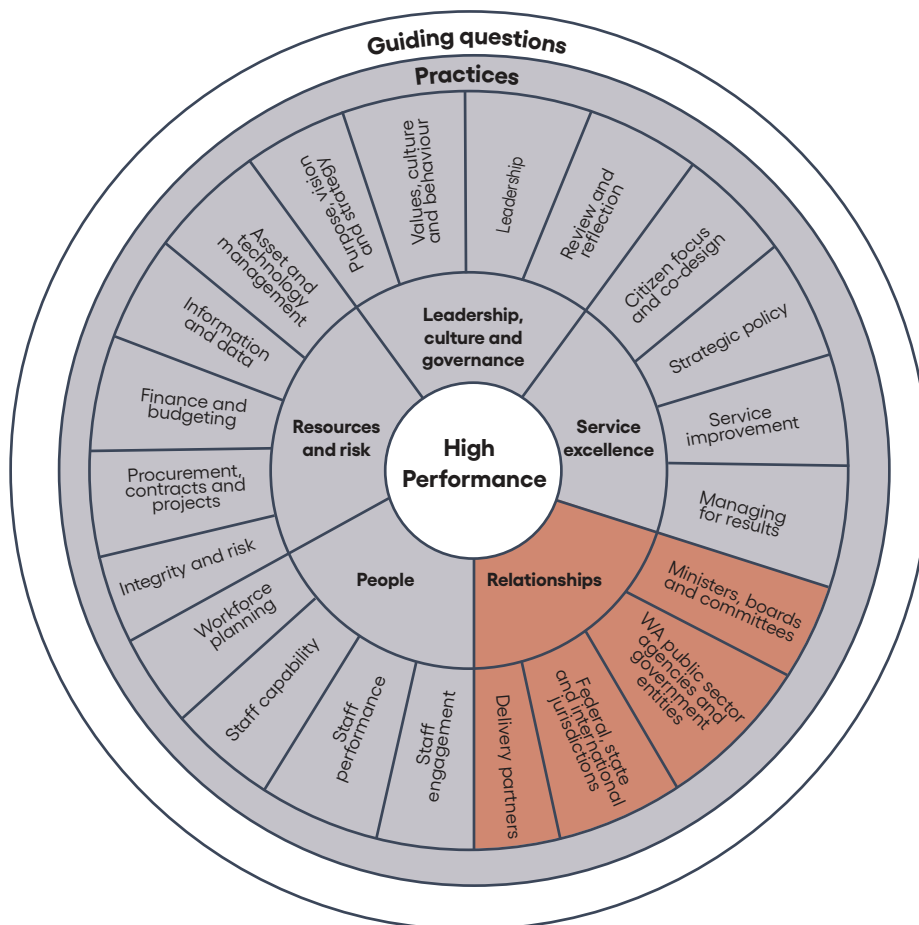 Guiding questions
Practices
High
Performance
Leadership,
culture and
governance
Purpose, vision
and strategy
Values, culture
and behaviour
Leadership
Review and
reflection
Service
excellence
Citizen focus
and co-design
Strategic policy
Service
improvement
Managing
for results
Relationships
Ministers, boards
and committees
WA public sector
agencies and
government
entities
Federal, state
and international
jurisdictions
Delivery partners
People
Staff
engagement
Staff
performance
Staff capability
Workforce
planning
Resources
and risk
Integrity and risk
Procurement,
contracts and
projects
Finance and
budgeting
Information
and data
Asset and
technology
management